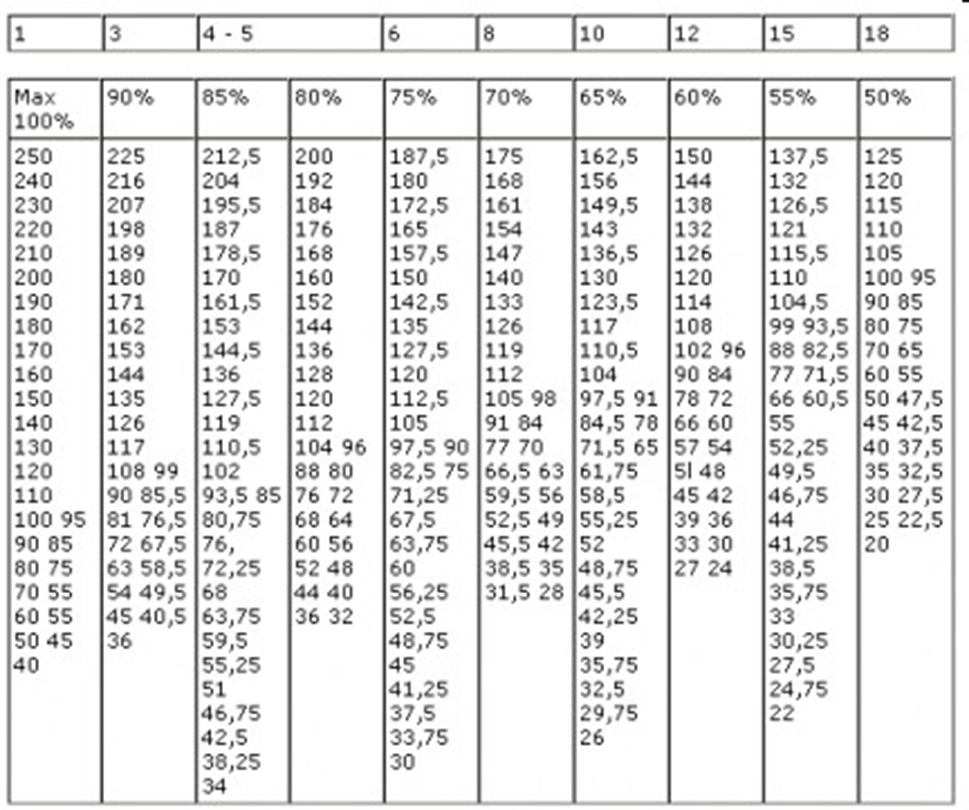 1 3 4 - 5 6 8 10 12 15 18
Max 90% 85% 80% 75% 70% 65% 60% 55% 50%
100%
250 225 212,5 200 187,5 175 162,5 150 137,5 125
240 216 204 192 180 168 156 144 132 120
230 207 195,5 184 172,5 161 149,5 138 126,5 115
220 198 187 176 165 154 143 132 121 110
210 189 178,5 168 157,5 147 136,5 126 115,5 105
200 180 170 160 150 140 130 120 110 100 95
190 171 161,5 152 142,5 133 123,5 114 104,5 90 85
180 162 153 144 135 126 117 108 99 93,5 80 75
170 153 144,5 136 127,5 119 110,5 102 96 88 82,5 70 65
160 144 136 128 120 112 104 90 84 77 71,5 60 55
150 135 127,5 120 112,5 105 98 97,5 91 78 72 66 60,5 50 47,5
140 126 119 112 105 91 84 84,5 78 66 60 55 45 42,5
130 117 110,5 104 96 97,5 90 77 70 71,5 65 57 54 52,25 40 37,5
120 108 99 102 88 80 82,5 75 66,5 63 61,75 5l 48 49,5 35 32,5
110 90 85,5 93,5 85 76 72 71,25 59,5 56 58,5 45 42 46,75 30 27,5
100 95 81 76,5 80,75 68 64 67,5 52,5 49 55,25 39 36 44 25 22,5
90 85 72 67,5 76, 60 56 63,75 45,5 42 52 33 30 41,25 20
80 75 63 58,5 72,25 52 48 60 38,5 35 48,75 27 24 38,5
70 55 54 49,5 68 44 40 56,25 31,5 28 45,5 35,75
60 55 45 40,5 63,75 36 32 52,5 42,25 33
50 45 36 59,5 48,75 39 30,25
40 55,25 45 35,75 27,5
51 41,25 32,5 24,75
46,75 37,5 29,75 22
42,5 33,75 26
38,25 30
34